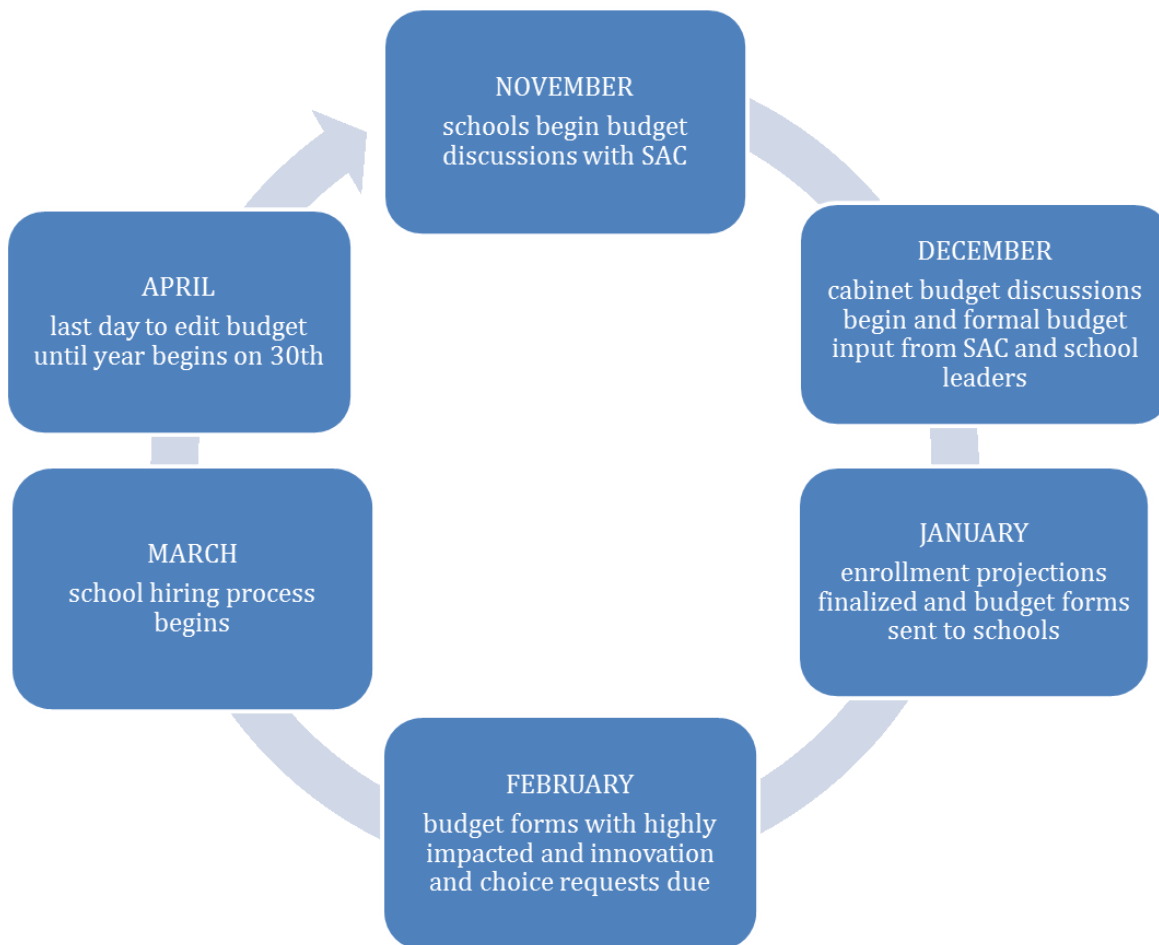 NOVEMBER
schools begin budget
discussions with SAC
DECEMBER
cabinet budget discussions
begin and formal budget
input from SAC and school
leaders
JANUARY
enrollment projections
finalized and budget forms
sent to schools
FEBRUARY
budget forms with highly
impacted and innovation
and choice requests due
MARCH
school hiring process
begins
APRIL
last day to edit budget
until year begins on 30th